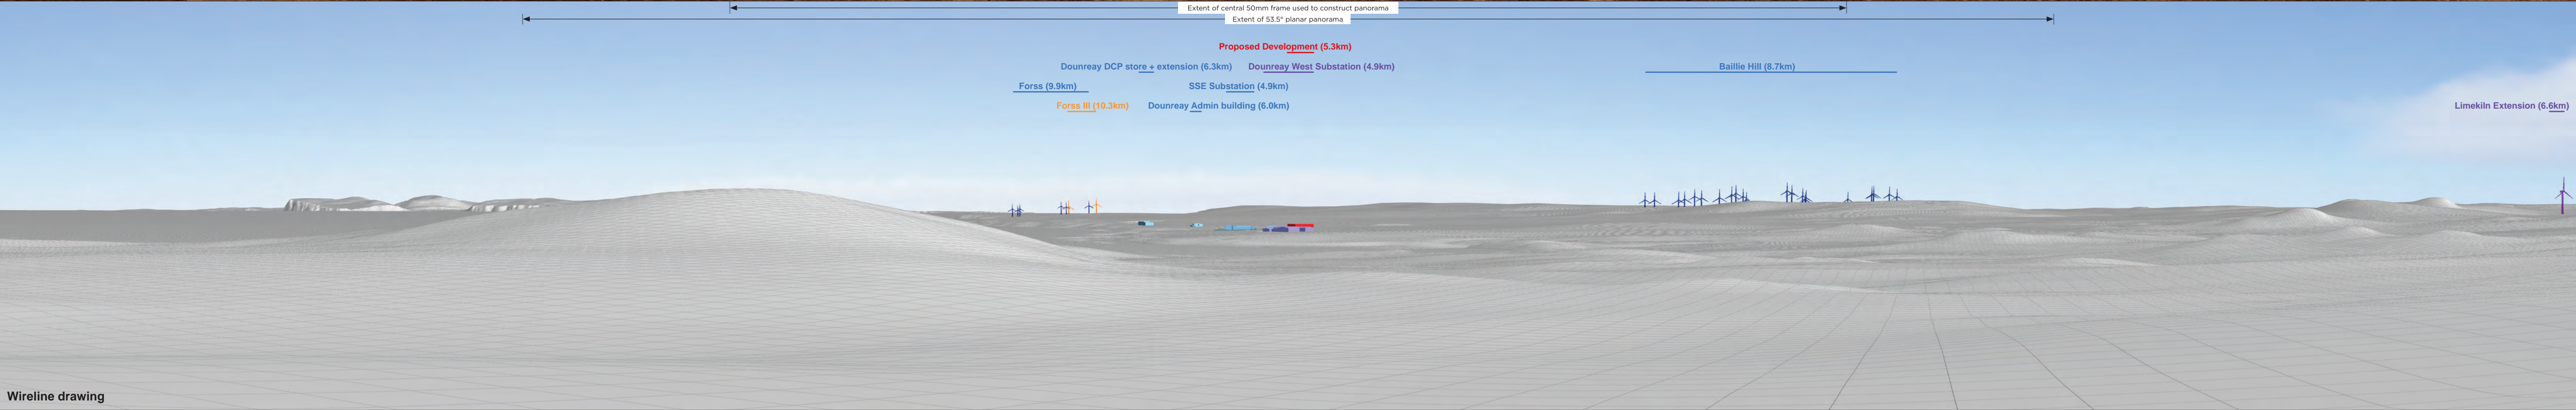 Extent of central 50mm frame used to construct panorama
Extent of 53.5° planar panorama
Proposed Development (5.3km)
Dounreay DCP store + extension (6.3km) Dounreay West Substation (4.9km) Baillie Hill (8.7km)
Forss (9.9km) SSE Substation (4.9km)
Forss III (10.3km) Dounreay Admin building (6.0km) Limekiln Extension (6.6km)
Wireline drawing